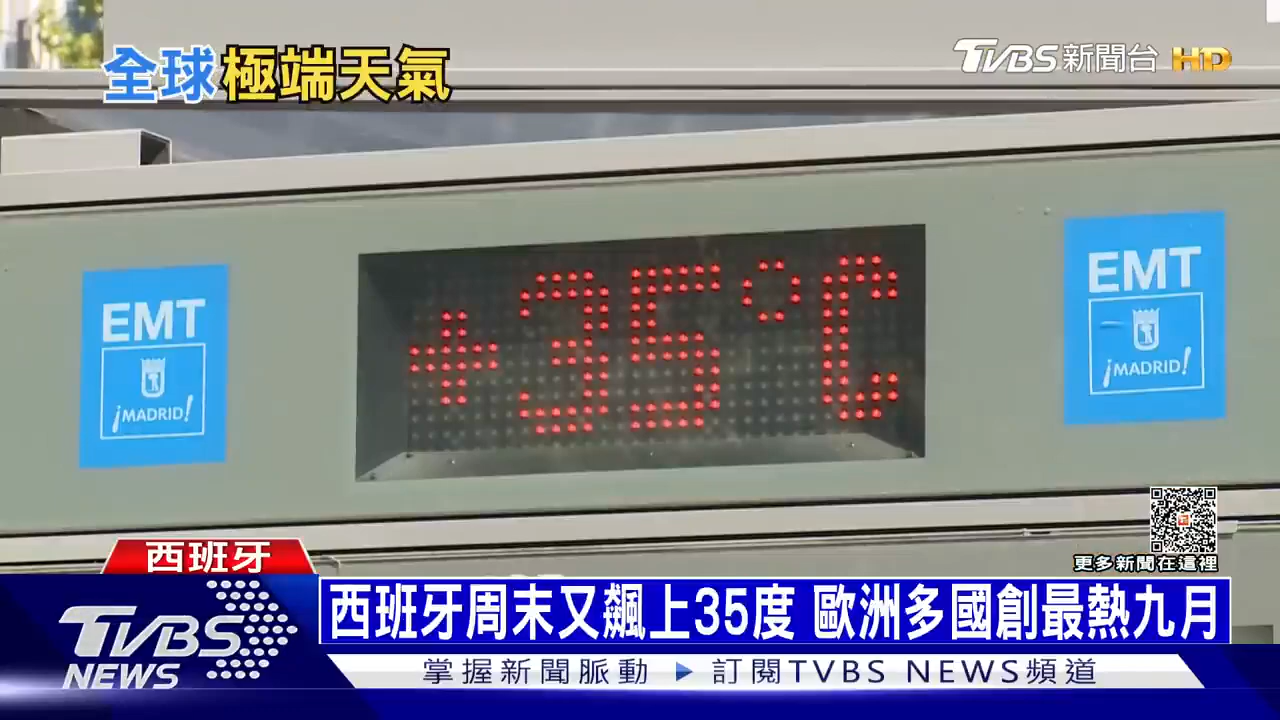 全球極端天氣
TVBS新聞台 HD
EMT
¡MADRID!
+35°C
EMT
¡MADRID!
更多新聞在這裡
西班牙
TVBS NEWS
西班牙周末又飆上35度 歐洲多國創最熱九月
掌握新聞脈動 ▶ 訂閱TVBS NEWS頻道